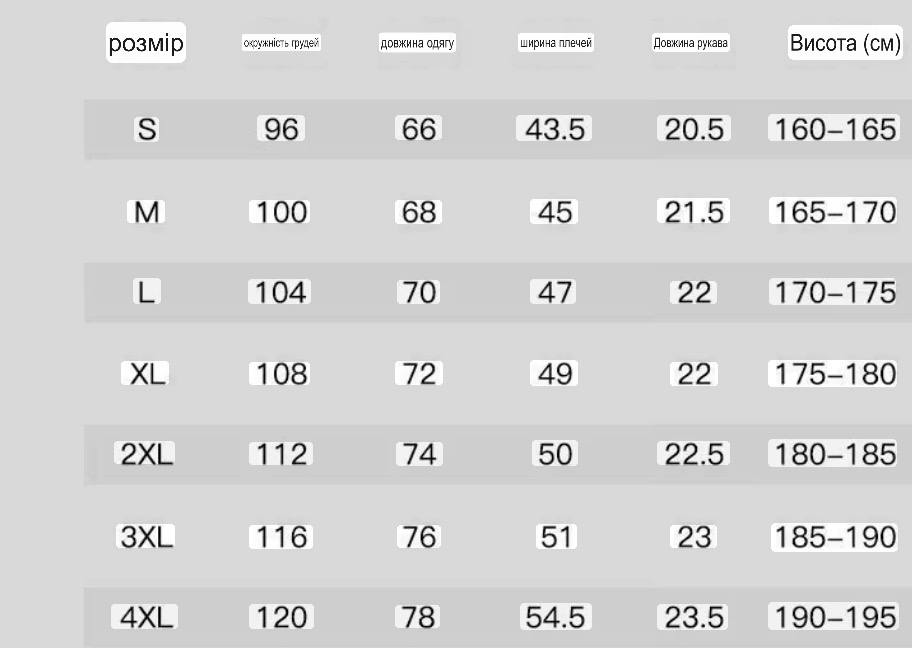 розмір окружність грудей довжина одягу ширина плечей Довжина рукава Висота (см)
S 96 66 43.5 20.5 160–165
M 100 68 45 21.5 165–170
L 104 70 47 22 170–175
XL 108 72 49 22 175–180
2XL 112 74 50 22.5 180–185
3XL 116 76 51 23 185–190
4XL 120 78 54.5 23.5 190–195